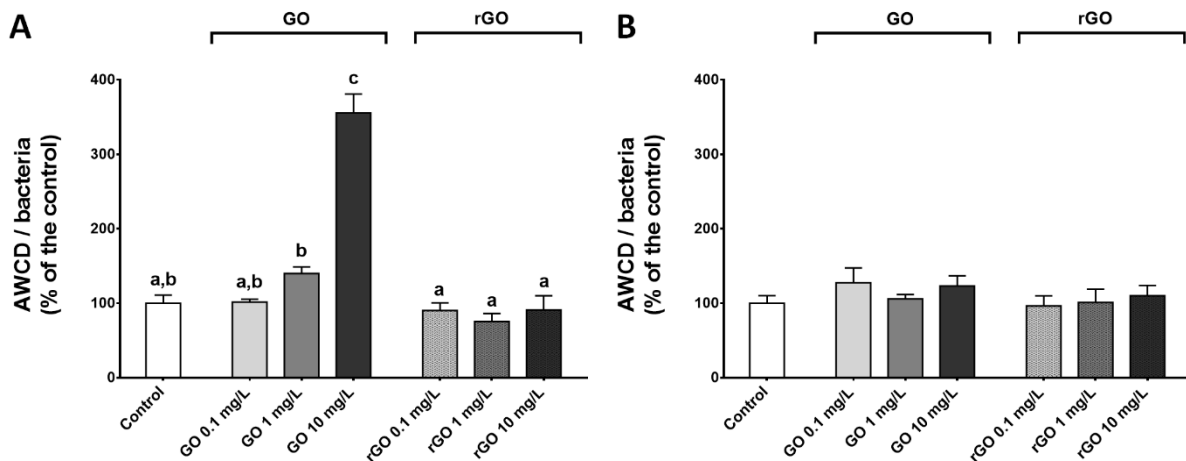 A
GO
rGO
AWCD / bacteria
(% of the control)
400
300
200
100
0
a,b
a,b
b
c
a
a
a
Control
GO 0.1 mg/L
GO 1 mg/L
GO 10 mg/L
rGO 0.1 mg/L
rGO 1 mg/L
rGO 10 mg/L
B
GO
rGO
AWCD / bacteria
(% of the control)
400
300
200
100
0
Control
GO 0.1 mg/L
GO 1 mg/L
GO 10 mg/L
rGO 0.1 mg/L
rGO 1 mg/L
rGO 10 mg/L